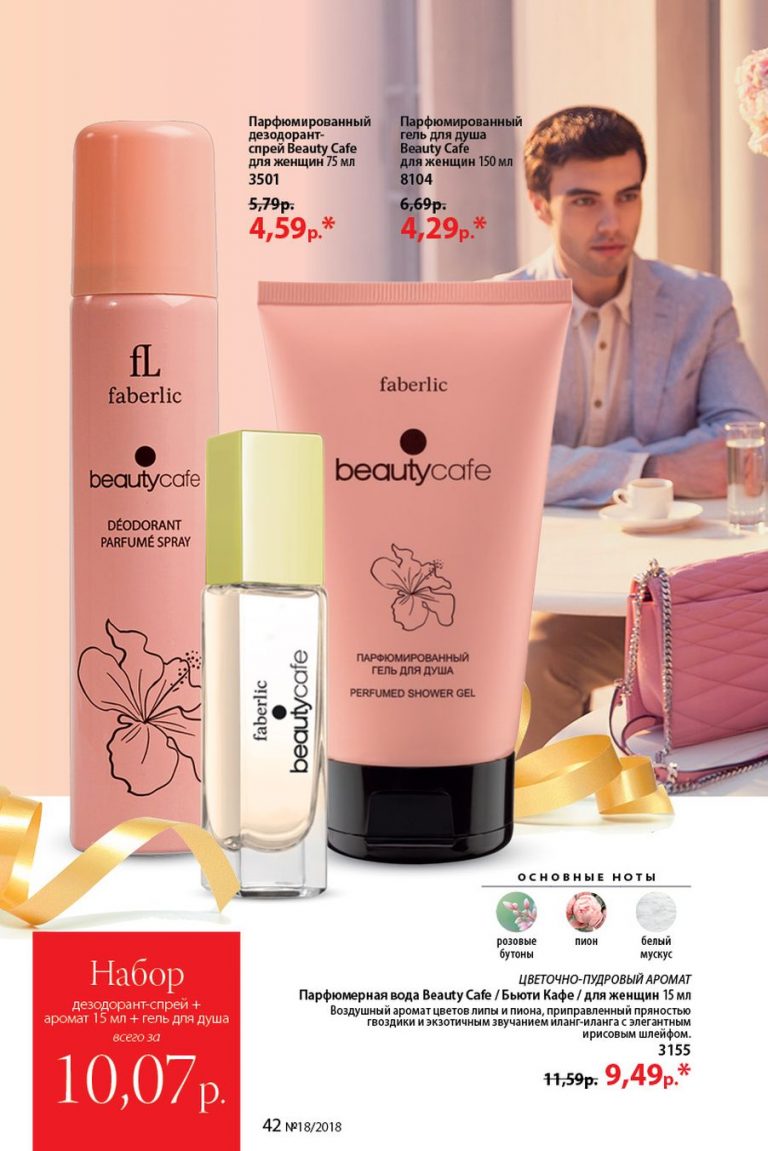 Парфюмированный
дезодорант-
спрей Beauty Cafe
для женщин 75 мл
3501
5,79р.
4,59р.*
Парфюмированный
гель для душа
Beauty Cafe
для женщин 150 мл
8104
6,69р.
4,29р.*
fL
faberlic
beautycafe
DÉODORANT
PARFUMÉ SPRAY
faberlic
beautycafe
faberlic
beautycafe
ПАРФЮМИРОВАННЫЙ
ГЕЛЬ ДЛЯ ДУША
PERFUMED SHOWER GEL
ОСНОВНЫЕ НОТЫ
розовые
бутоны
пион
белый
мускус
ЦВЕТОЧНО-ПУДРОВЫЙ АРОМАТ
Парфюмерная вода Beauty Cafe / Бьюти Кафе / для женщин 15 мл
Воздушный аромат цветов липы и пиона, приправленный пряностью
гвоздики и экзотичным звучанием иланг-иланга с элегантным
ирисовым шлейфом.
3155
11,59р. 9,49р.*
Набор
дезодорант-спрей +
аромат 15 мл + гель для душа
всего за
10,07р.
42 №18/2018